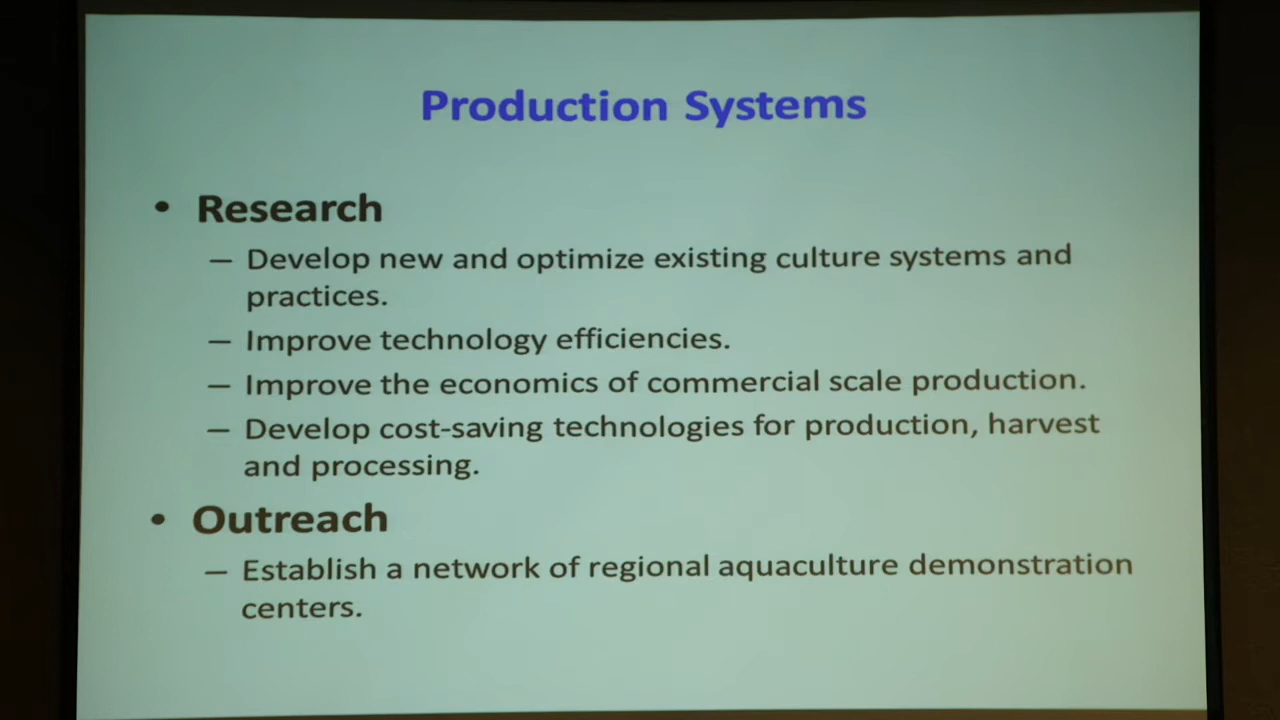 Production Systems
• Research
– Develop new and optimize existing culture systems and
practices.
– Improve technology efficiencies.
– Improve the economics of commercial scale production.
– Develop cost-saving technologies for production, harvest
and processing.
• Outreach
– Establish a network of regional aquaculture demonstration
centers.